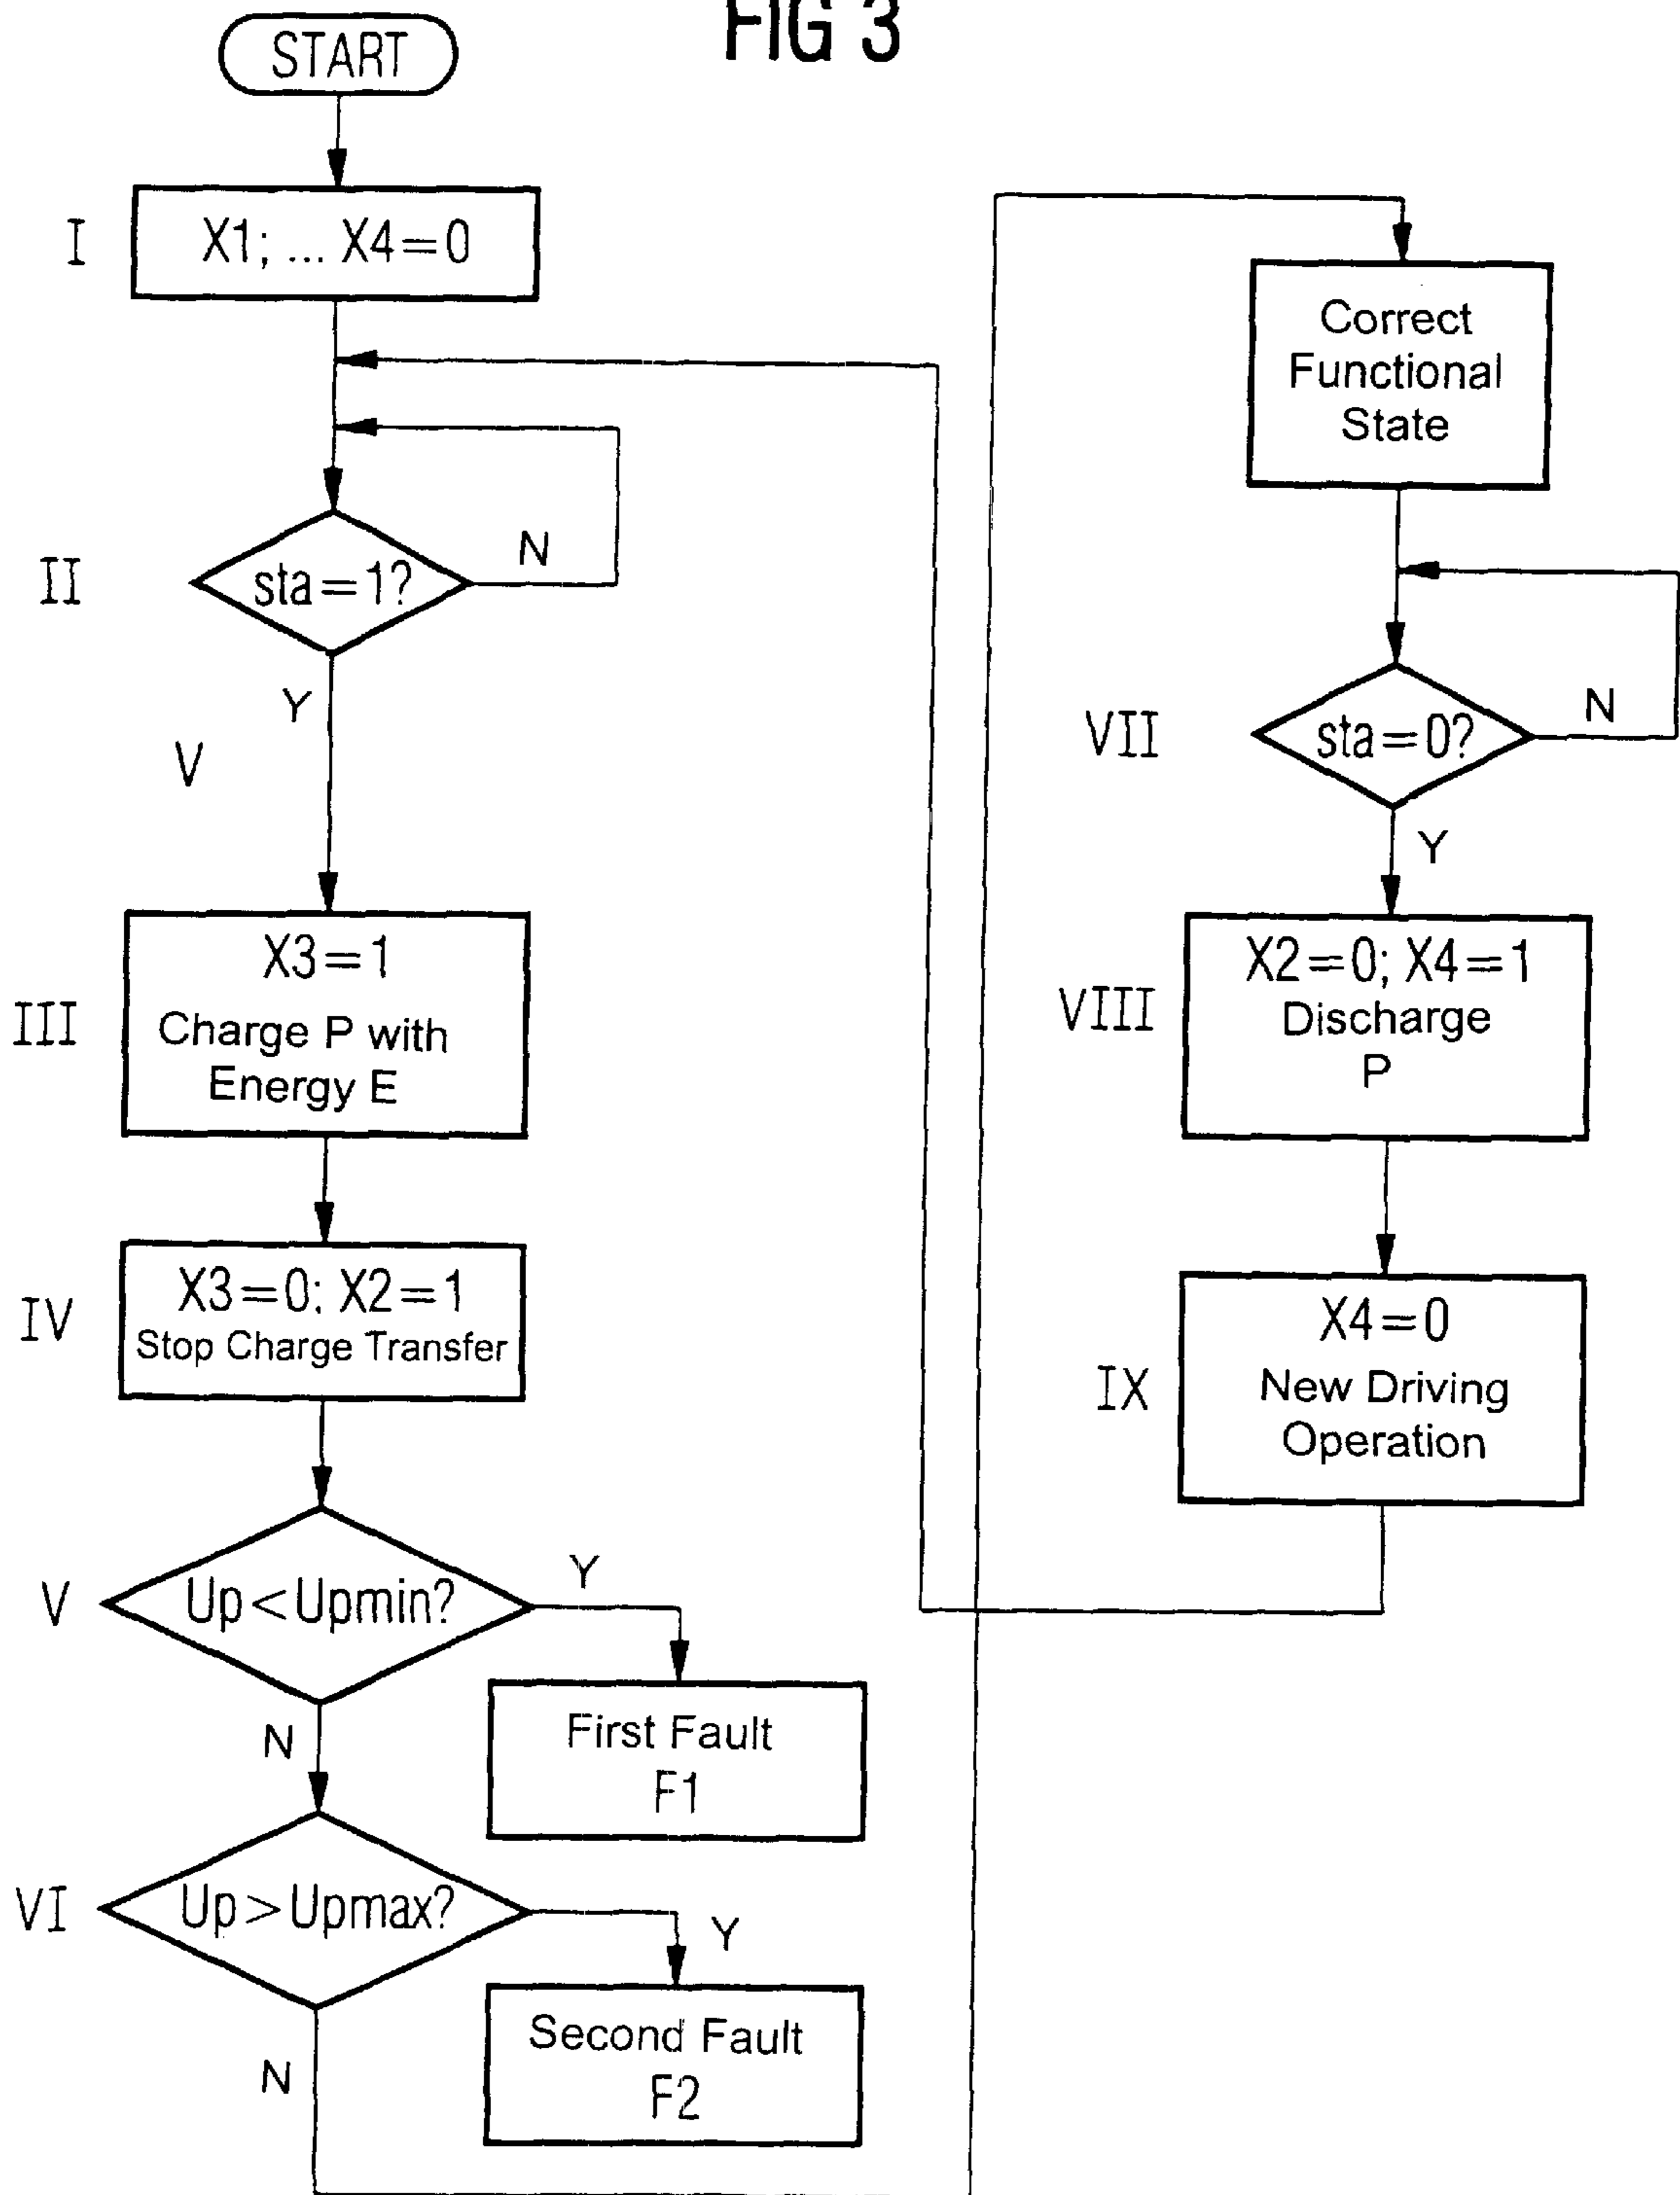 FIG 3
START
I
X1; ... X4=0
II
sta=1?
N
Y
V
III
X3=1
Charge P with
Energy E
IV
X3=0; X2=1
Stop Charge Transfer
V
Up<Upmin?
Y
First Fault
F1
N
VI
Up>Upmax?
Y
Second Fault
F2
N
Correct
Functional
State
VII
sta=0?
N
Y
VIII
X2=0; X4=1
Discharge
P
IX
X4=0
New Driving
Operation